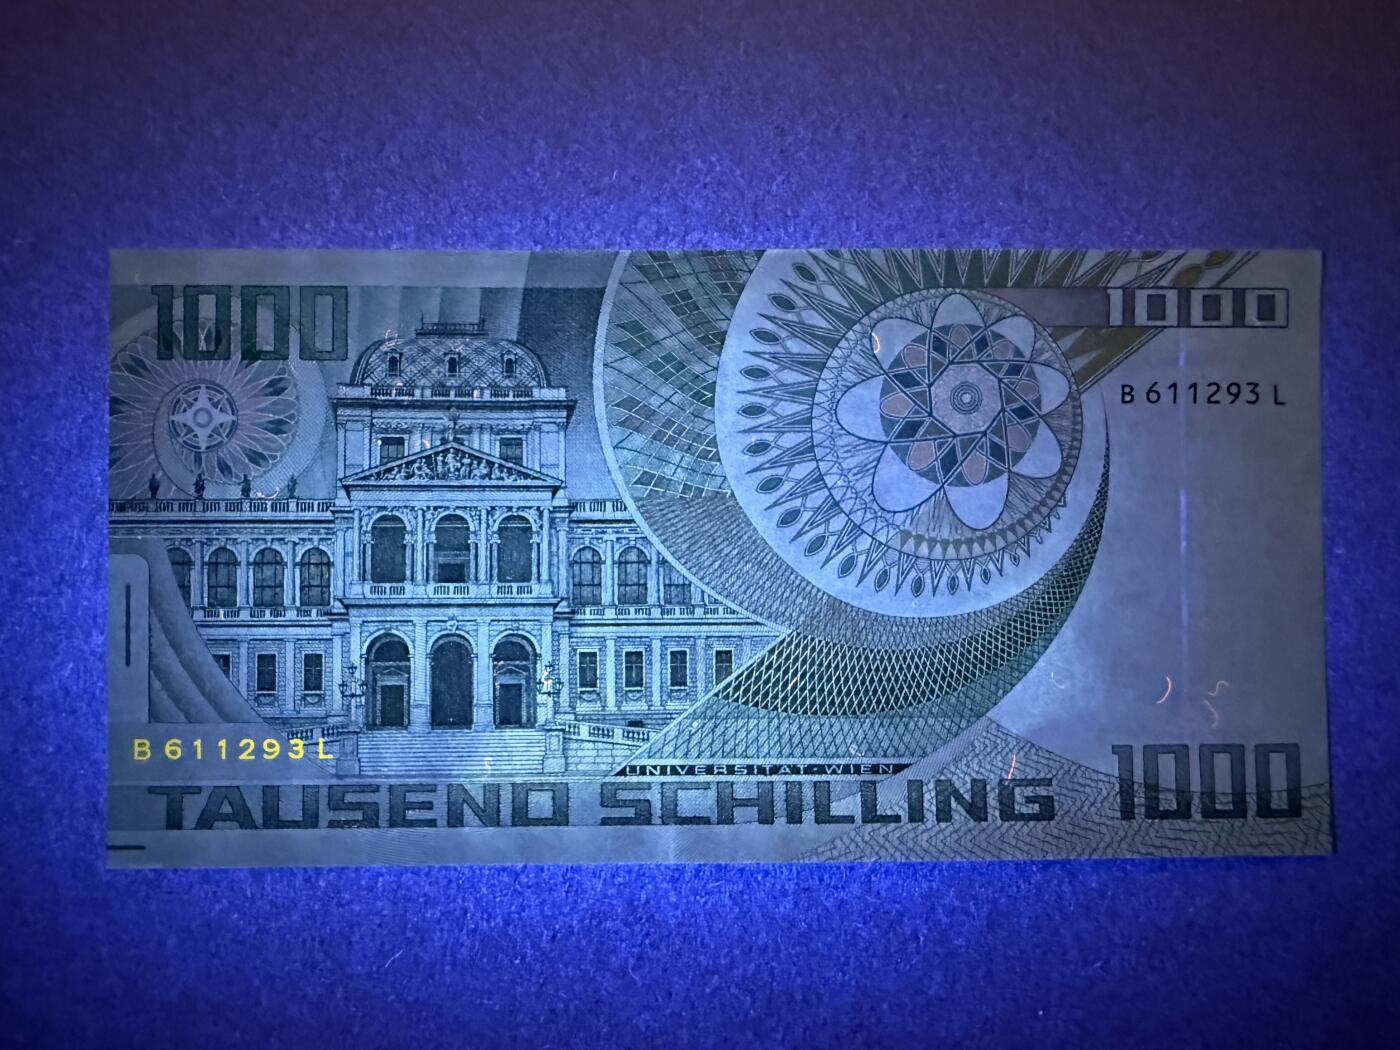 1000
1000
B 611293 L
B 611293 L
UNIVERSITÄT·WIEN
TAUSEND SCHILLING
1000